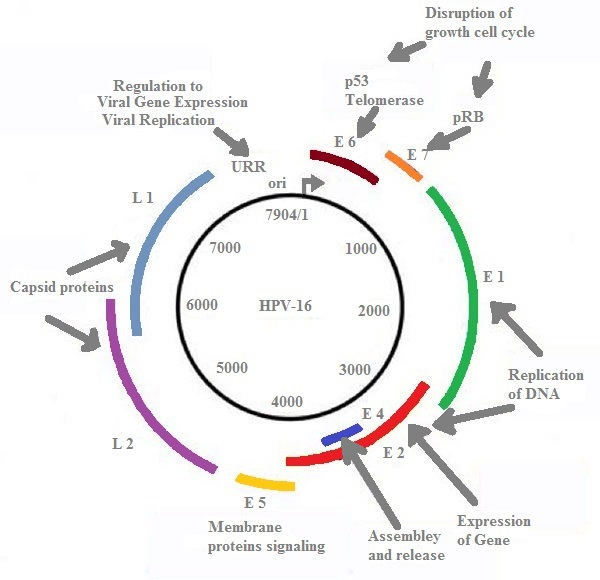 Disruption of
growth cell cycle
p53
Telomerase
pRB
Regulation to
Viral Gene Expression
Viral Replication
E 6
E 7
URR
ori
L 1
7904/1
7000
1000
E 1
Capsid proteins
6000
HPV-16
2000
5000
3000
4000
Replication
of DNA
E 4
E 2
L 2
E 5
Membrane
proteins signaling
Assembley
and release
Expression
of Gene